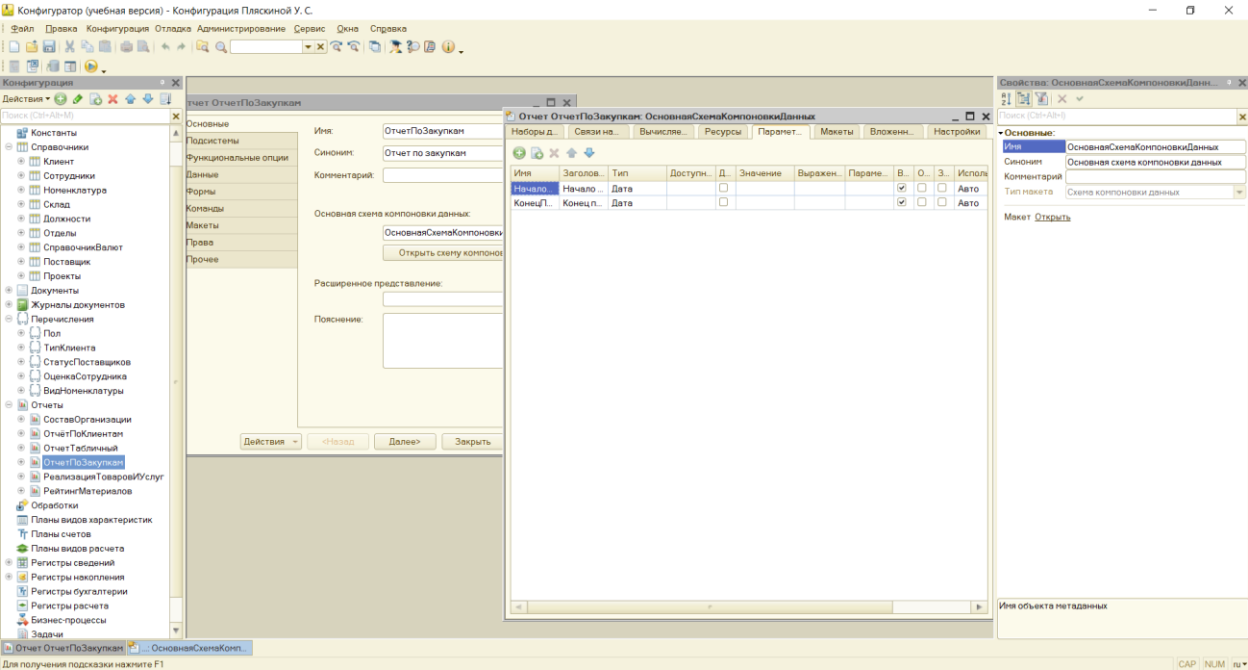 Конфигуратор (учебная версия) - Конфигурация Пляскиной У. С.
Файл Правка Конфигурация Отладка Администрирование Сервис Окна Справка
Конфигурация
Действия
Поиск (Ctrl+Alt+M)
Константы
Справочники
Клиент
Сотрудники
Номенклатура
Склад
Должности
Отделы
СправочникВалют
Поставщик
Проекты
Документы
Журналы документов
Перечисления
Пол
ТипКлиента
СтатусПоставщиков
ОценкаСотрудника
ВидНоменклатуры
Отчеты
СоставОрганизации
ОтчётПоКлиентам
ОтчетТабличный
ОтчетПоЗакупкам
РеализацияТоваровИУслуг
РейтингМатериалов
Обработки
Планы видов характеристик
Планы счетов
Планы видов расчета
Регистры сведений
Регистры накопления
Регистры бухгалтерии
Регистры расчета
Бизнес-процессы
Задачи
тчет ОтчетПоЗакупкам
Основные
Подсистемы
Функциональные опции
Данные
Формы
Команды
Макеты
Права
Прочее
Имя: ОтчетПоЗакупкам
Синоним: Отчет по закупкам
Комментарий:
Основная схема компоновки данных:
ОсновнаяСхемаКомпоновки
Открыть схему компонов
Расширенное представление:
Пояснение:
Действия <Назад Далее> Закрыть
Отчет ОтчетПоЗакупкам: ОсновнаяСхемаКомпоновкиДанных
Наборы д... Связи на... Вычисляе... Ресурсы Парамет... Макеты Вложенн... Настройки
Имя Заголов... Тип Доступн... Д... Значение Выражен... Параме... В... О... З... Исполь
Начало... Начало ... Дата Авто
КонецП... Конец п... Дата Авто
Свойства: ОсновнаяСхемаКомпоновкиДанн...
Поиск (Ctrl+Alt+I)
Основные:
Имя ОсновнаяСхемаКомпоновкиДанных
Синоним Основная схема компоновки данных
Комментарий
Тип макета Схема компоновки данных
Макет Открыть
Имя объекта метаданных
Отчет ОтчетПоЗакупкам ...: ОсновнаяСхемаКомп...
Для получения подсказки нажмите F1 CAP NUM ru